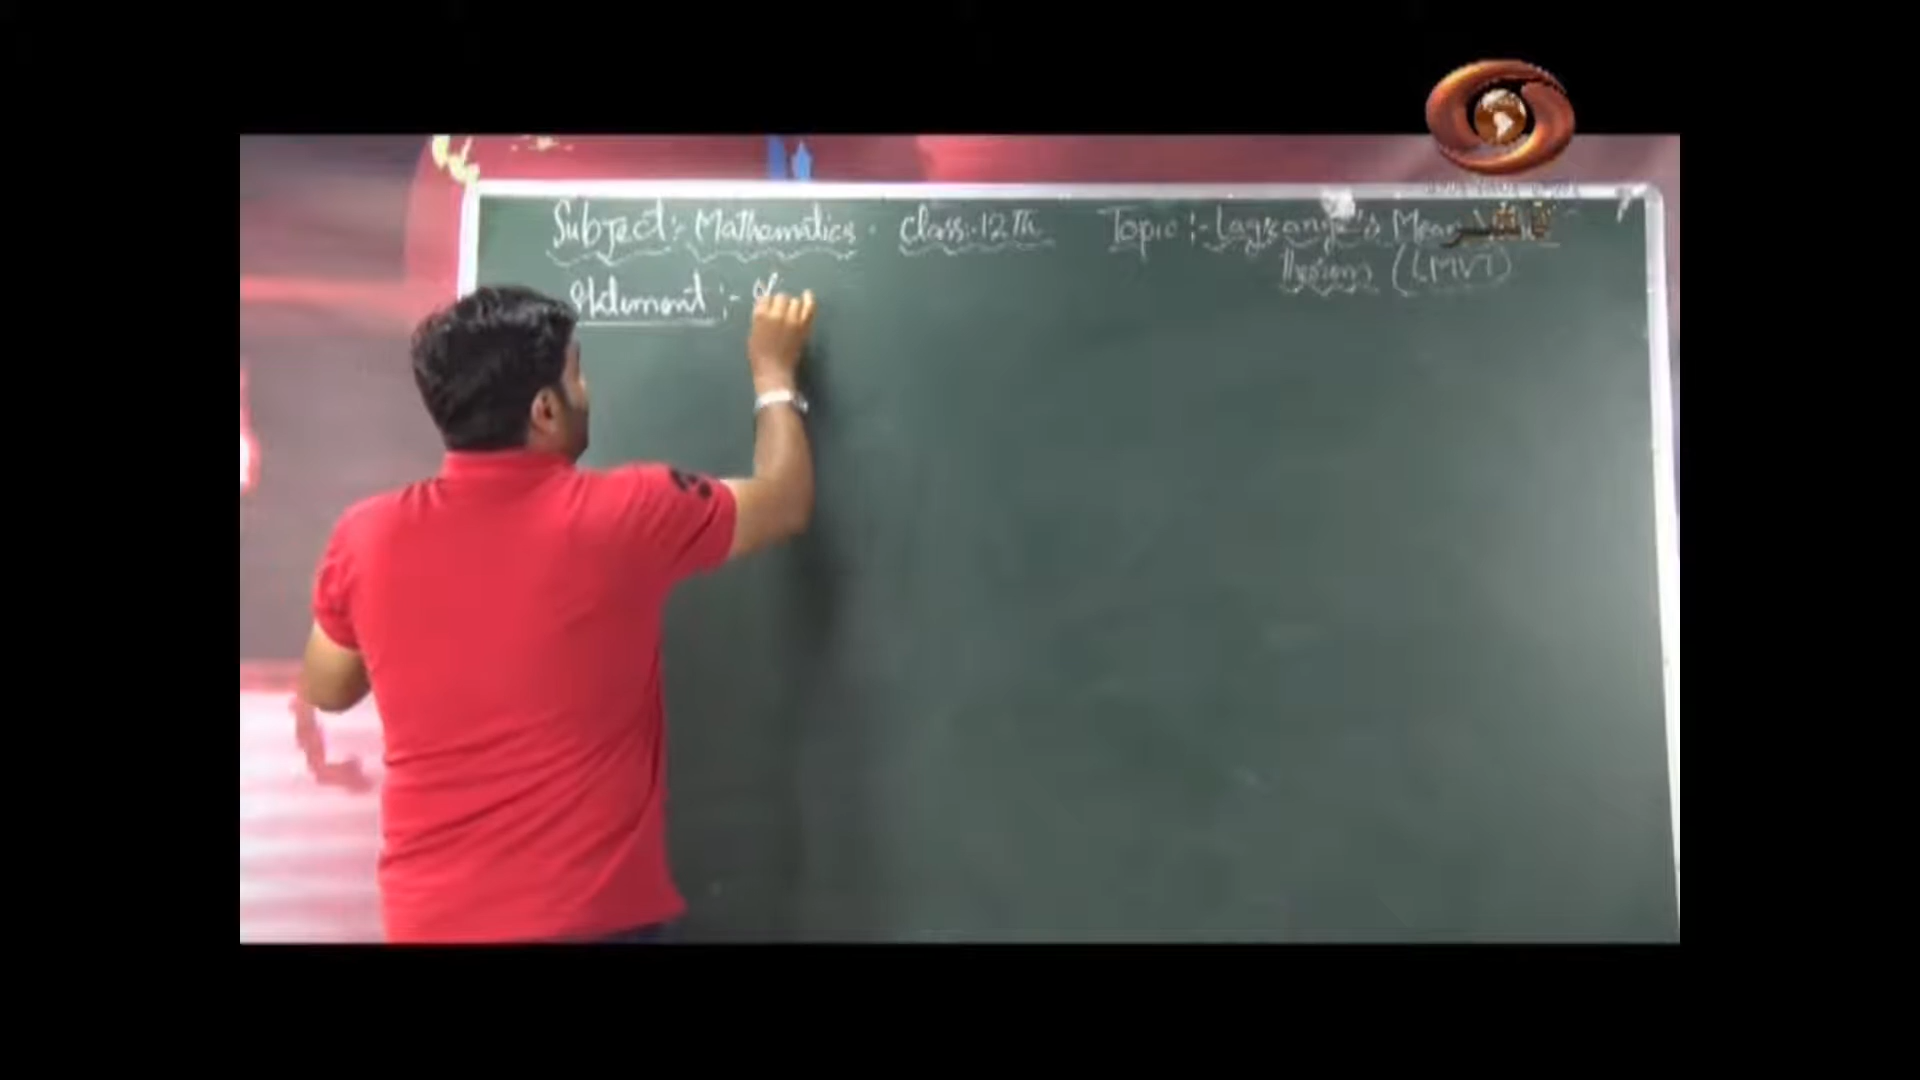 Subject:- Mathematics. Class:-12Th Topic:- Lagrange's Mean
Theorem (LMVT)
Statement:-